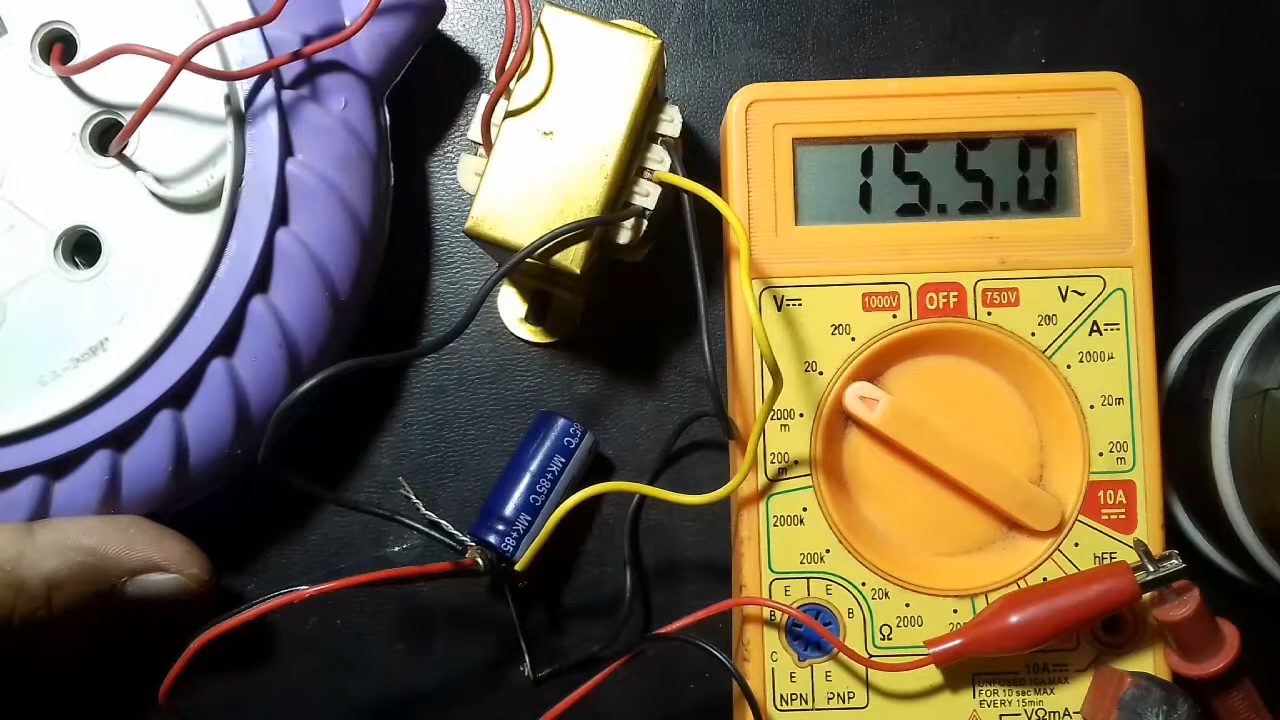 15.5.0
V⎓
1000V
OFF
750V
V~
200
200
A⎓
20
2000µ
2000
m
20m
200
m
200
m
10A
2000k
hFE
200k
20k
2000
Ω
E
E
B
B
C
E
E
NPN
PNP
10A⎓
UNFUSED 10A MAX
FOR 10 sec MAX
EVERY 15min
VΩmA
85°C
MK+85°C
MK+85